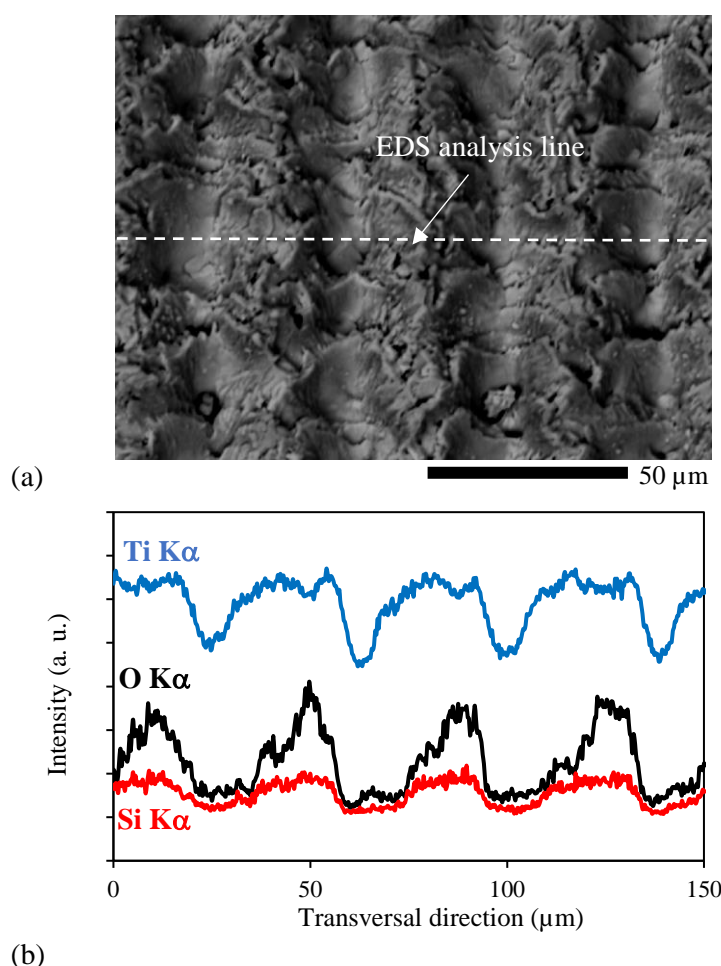 EDS analysis line
(a)
50 µm
Ti Kα
O Kα
Si Kα
Intensity (a. u.)
0
50
100
150
Transversal direction (µm)
(b)